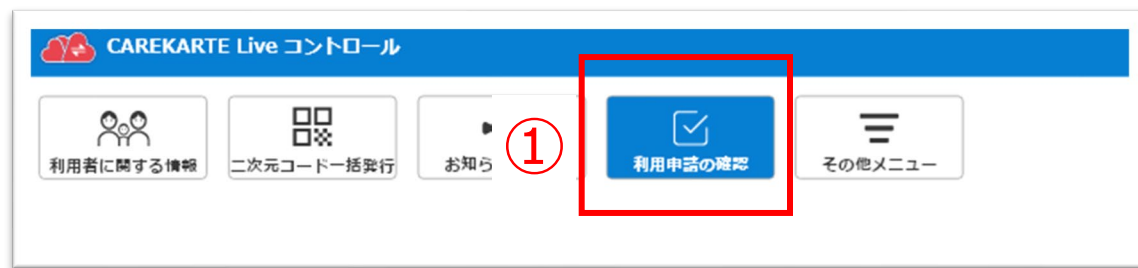 CAREKARTE Live コントロール
利用者に関する情報
二次元コード一括発行
お知ら
①
利用申請の確認
その他メニュー